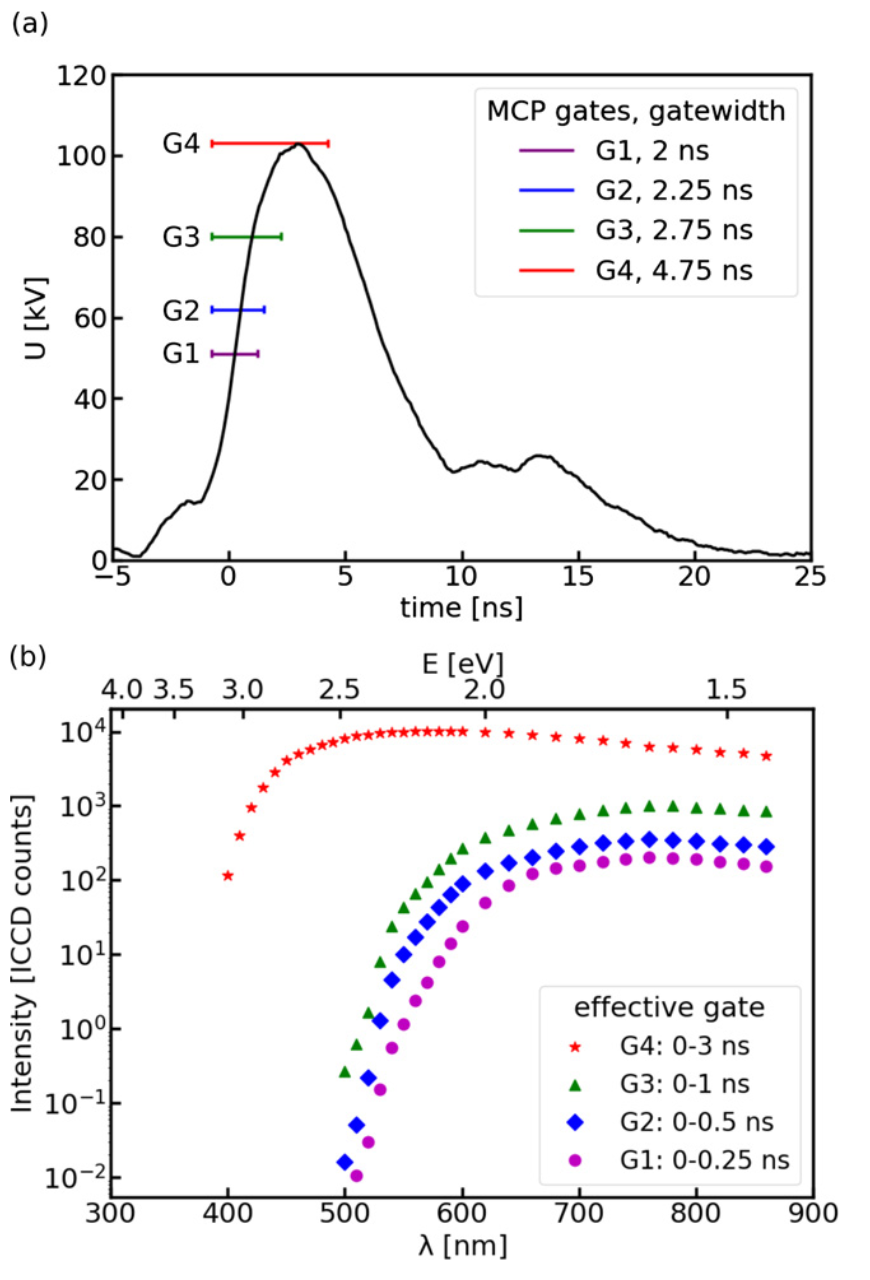 (a)
120
100
80
60
40
20
0
U [kV]
G4
G3
G2
G1
MCP gates, gatewidth
G1, 2 ns
G2, 2.25 ns
G3, 2.75 ns
G4, 4.75 ns
−5 0 5 10 15 20 25
time [ns]
(b)
E [eV]
4.0 3.5 3.0 2.5 2.0 1.5
10⁴
10³
10²
10¹
10⁰
10⁻¹
10⁻²
Intensity [ICCD counts]
effective gate
G4: 0-3 ns
G3: 0-1 ns
G2: 0-0.5 ns
G1: 0-0.25 ns
300 400 500 600 700 800 900
λ [nm]